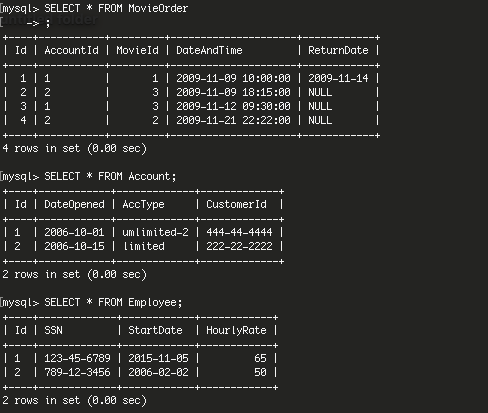 [mysql> SELECT * FROM MovieOrder
[    -> ;
+----+-----------+---------+---------------------+------------+
| Id | AccountId | MovieId | DateAndTime         | ReturnDate |
+----+-----------+---------+---------------------+------------+
|  1 | 1         |       1 | 2009-11-09 10:00:00 | 2009-11-14 |
|  2 | 2         |       3 | 2009-11-09 18:15:00 | NULL       |
|  3 | 1         |       3 | 2009-11-12 09:30:00 | NULL       |
|  4 | 2         |       2 | 2009-11-21 22:22:00 | NULL       |
+----+-----------+---------+---------------------+------------+
4 rows in set (0.00 sec)
[mysql> SELECT * FROM Account;
+----+------------+-------------+-------------+
| Id | DateOpened | AccType     | CustomerId  |
+----+------------+-------------+-------------+
| 1  | 2006-10-01 | umlimited-2 | 444-44-4444 |
| 2  | 2006-10-15 | limited     | 222-22-2222 |
+----+------------+-------------+-------------+
2 rows in set (0.00 sec)
[mysql> SELECT * FROM Employee;
+----+-------------+------------+------------+
| Id | SSN         | StartDate  | HourlyRate |
+----+-------------+------------+------------+
| 1  | 123-45-6789 | 2015-11-05 |         65 |
| 2  | 789-12-3456 | 2006-02-02 |         50 |
+----+-------------+------------+------------+
2 rows in set (0.00 sec)